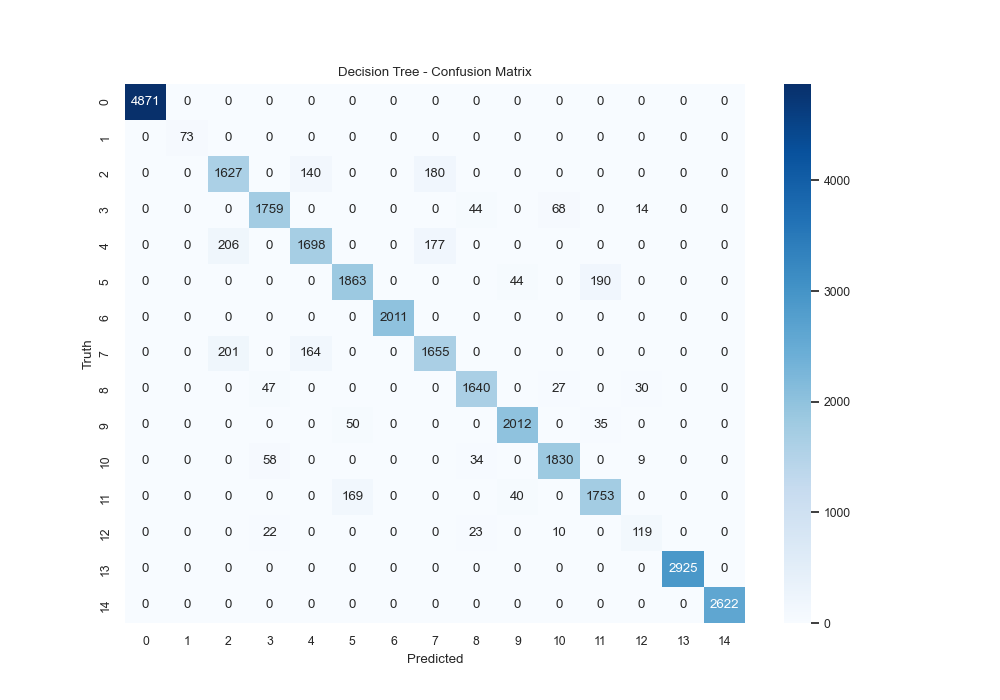 Decision Tree - Confusion Matrix
Truth
0 4871 0 0 0 0 0 0 0 0 0 0 0 0 0 0
1 0 73 0 0 0 0 0 0 0 0 0 0 0 0 0
2 0 0 1627 0 140 0 0 180 0 0 0 0 0 0 0
3 0 0 0 1759 0 0 0 0 44 0 68 0 14 0 0
4 0 0 206 0 1698 0 0 177 0 0 0 0 0 0 0
5 0 0 0 0 0 1863 0 0 0 44 0 190 0 0 0
6 0 0 0 0 0 0 2011 0 0 0 0 0 0 0 0
7 0 0 201 0 164 0 0 1655 0 0 0 0 0 0 0
8 0 0 0 47 0 0 0 0 1640 0 27 0 30 0 0
9 0 0 0 0 0 50 0 0 0 2012 0 35 0 0 0
10 0 0 0 58 0 0 0 0 34 0 1830 0 9 0 0
11 0 0 0 0 0 169 0 0 0 40 0 1753 0 0 0
12 0 0 0 22 0 0 0 0 23 0 10 0 119 0 0
13 0 0 0 0 0 0 0 0 0 0 0 0 0 2925 0
14 0 0 0 0 0 0 0 0 0 0 0 0 0 0 2622
0 1 2 3 4 5 6 7 8 9 10 11 12 13 14
Predicted
4000
3000
2000
1000
0